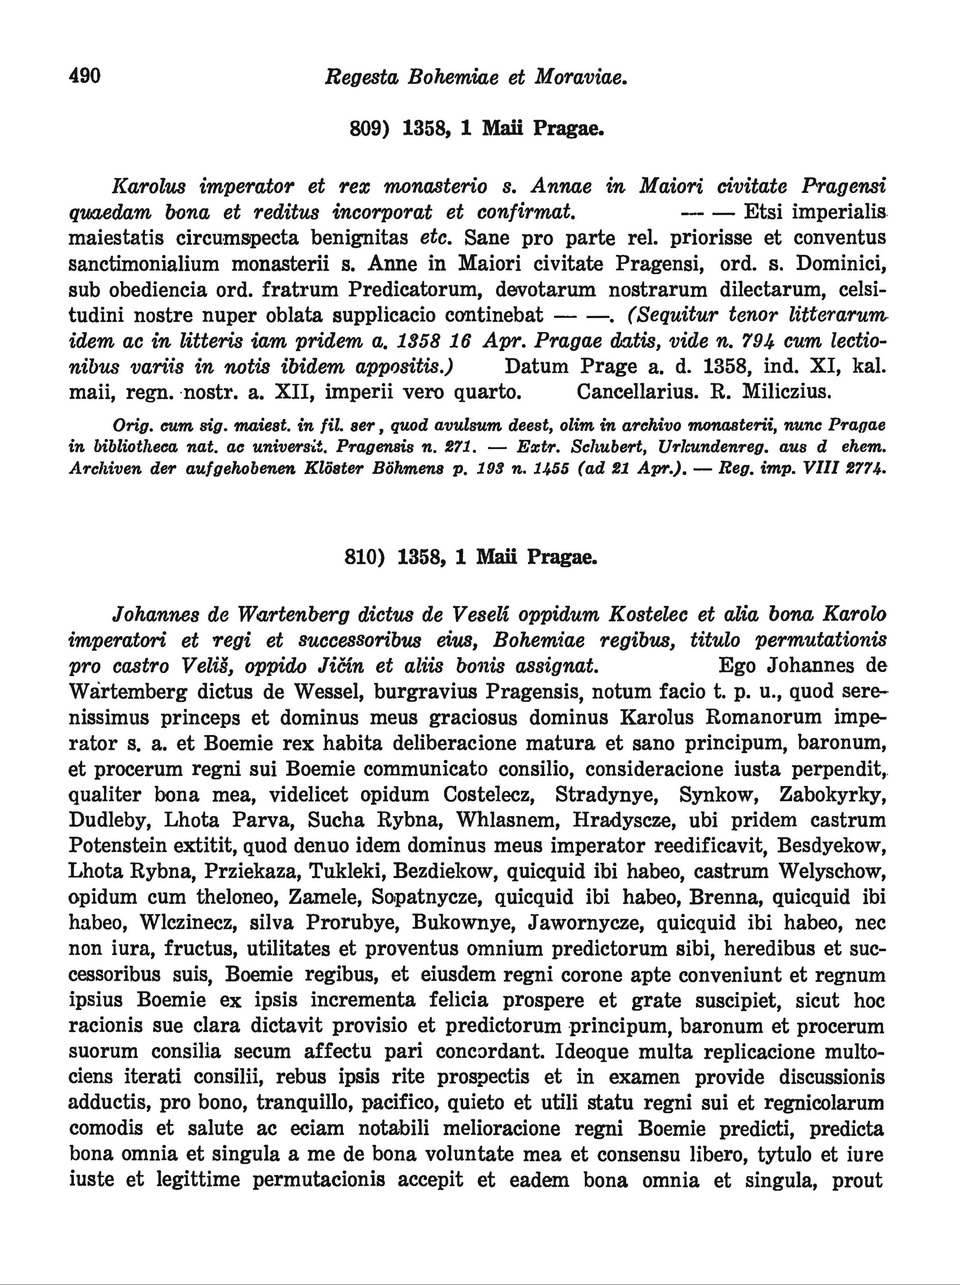 490 Regesta Bohemiae et Moraviae.
809) 1358, 1 Maii Pragae.
Karolus imperator et rex monasterio s. Annae in Maiori civitate Pragensi
quaedam bona et reditus incorporat et confirmat. — — Etsi imperialis
maiestatis circumspecta benignitas etc. Sane pro parte rel. priorisse et conventus
sanctimonialium monasterii s. Anne in Maiori civitate Pragensi, ord. s. Dominici,
sub obediencia ord. fratrum Predicatorum, devotarum nostrarum dilectarum, celsi-
tudini nostre nuper oblata supplicacio continebat — —. (Sequitur tenor litterarum
idem ac in litteris iam pridem a. 1358 16 Apr. Pragae datis, vide n. 794 cum lectio-
nibus variis in notis ibidem appositis.) Datum Prage a. d. 1358, ind. XI, kal.
maii, regn. nostr. a. XII, imperii vero quarto. Cancellarius. R. Miliczius.
Orig. cum sig. maiest. in fil. ser, quod avulsum deest, olim in archivo monasterii, nunc Pragae
in bibliotheca nat. ac universit. Pragensis n. 271. — Extr. Schubert, Urkundenreg. aus d ehem.
Archiven der aufgehobenen Klöster Böhmens p. 193 n. 1455 (ad 21 Apr.). — Reg. imp. VIII 2774.
810) 1358, 1 Maii Pragae.
Johannes de Wartenberg dictus de Veselí oppidum Kostelec et alia bona Karolo
imperatori et regi et successoribus eius, Bohemiae regibus, titulo permutationis
pro castro Veliš, oppido Jičín et aliis bonis assignat. Ego Johannes de
Wartemberg dictus de Wessel, burgravius Pragensis, notum facio t. p. u., quod sere-
nissimus princeps et dominus meus graciosus dominus Karolus Romanorum impe-
rator s. a. et Boemie rex habita deliberacione matura et sano principum, baronum,
et procerum regni sui Boemie communicato consilio, consideracione iusta perpendit,
qualiter bona mea, videlicet opidum Costelecz, Stradynye, Synkow, Zabokyrky,
Dudleby, Lhota Parva, Sucha Rybna, Whlasnem, Hradyscze, ubi pridem castrum
Potenstein extitit, quod denuo idem dominus meus imperator reedificavit, Besdyekow,
Lhota Rybna, Prziekaza, Tukleki, Bezdiekow, quicquid ibi habeo, castrum Welyschow,
opidum cum theloneo, Zamele, Sopatnycze, quicquid ibi habeo, Brenna, quicquid ibi
habeo, Wlczinecz, silva Prorubye, Bukownye, Jawornycze, quicquid ibi habeo, nec
non iura, fructus, utilitates et proventus omnium predictorum sibi, heredibus et suc-
cessoribus suis, Boemie regibus, et eiusdem regni corone apte conveniunt et regnum
ipsius Boemie ex ipsis incrementa felicia prospere et grate suscipiet, sicut hoc
racionis sue clara dictavit provisio et predictorum principum, baronum et procerum
suorum consilia secum affectu pari concordant. Ideoque multa replicacione multo-
ciens iterati consilii, rebus ipsis rite prospectis et in examen provide discussionis
adductis, pro bono, tranquillo, pacifico, quieto et utili statu regni sui et regnicolarum
comodis et salute ac eciam notabili melioracione regni Boemie predicti, predicta
bona omnia et singula a me de bona voluntate mea et consensu libero, tytulo et iure
iuste et legittime permutacionis accepit et eadem bona omnia et singula, prout